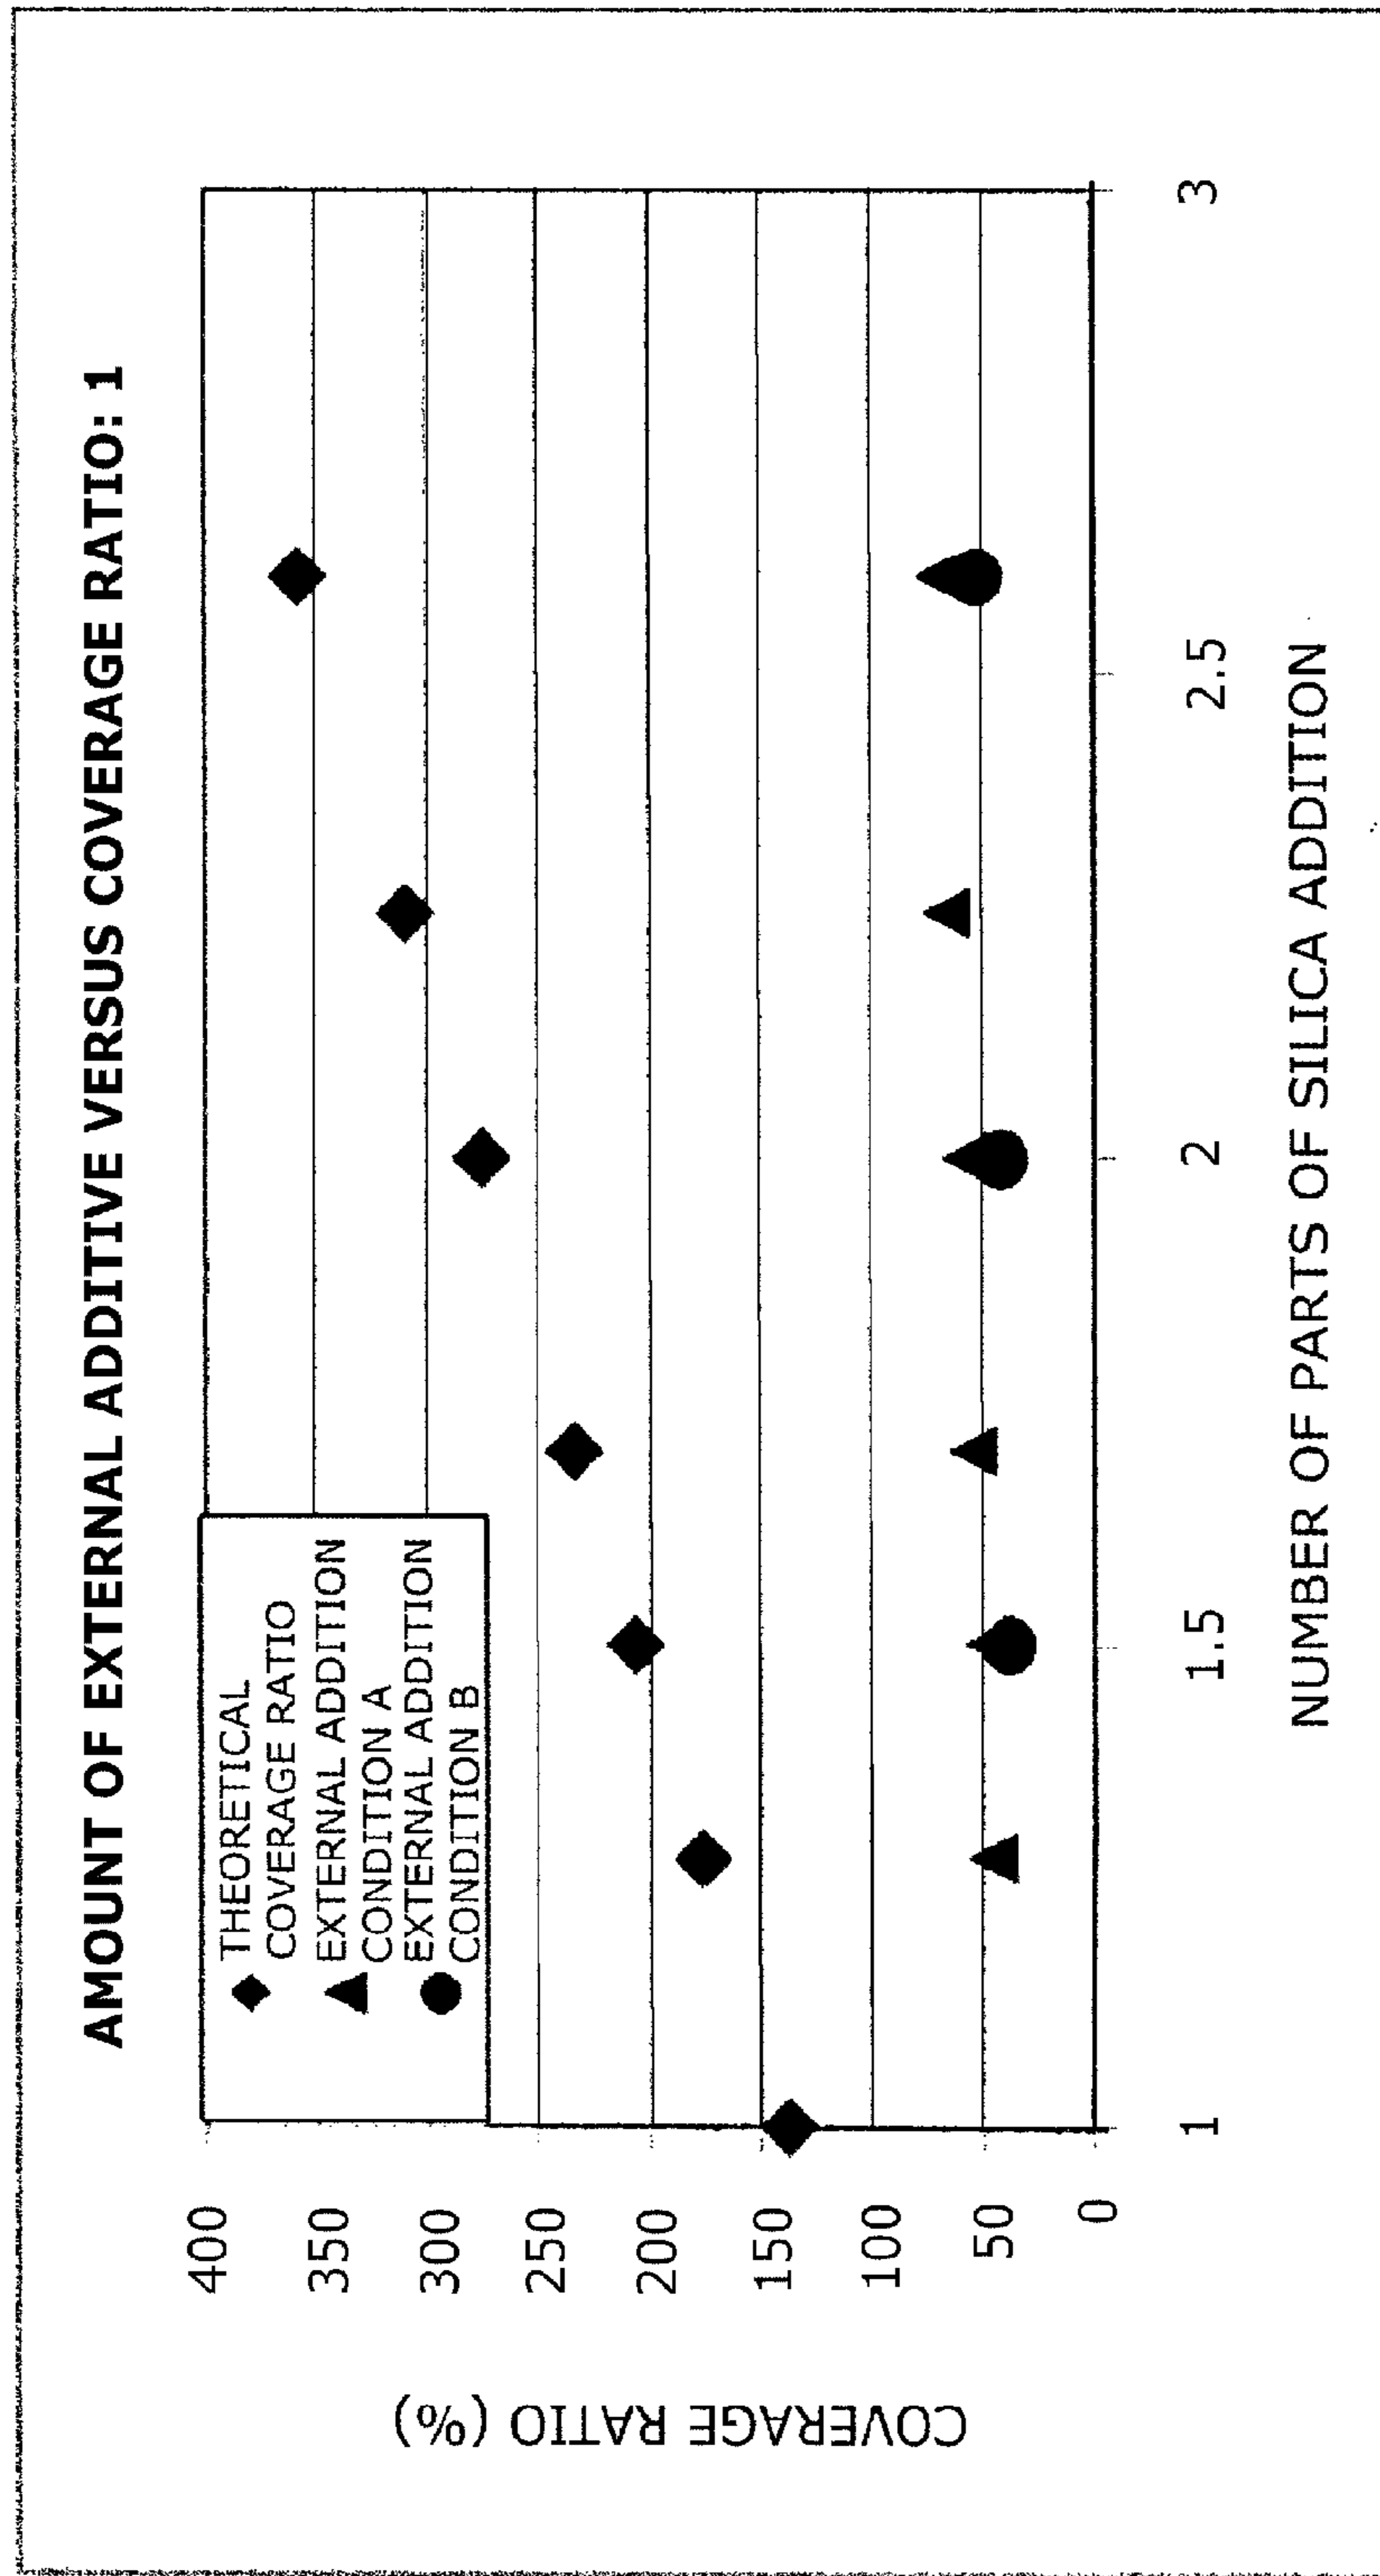 AMOUNT OF EXTERNAL ADDITIVE VERSUS COVERAGE RATIO: 1
THEORETICAL
COVERAGE RATIO
EXTERNAL ADDITION
CONDITION A
EXTERNAL ADDITION
CONDITION B
COVERAGE RATIO (%)
400
350
300
250
200
150
100
50
0
1
1.5
2
2.5
3
NUMBER OF PARTS OF SILICA ADDITION